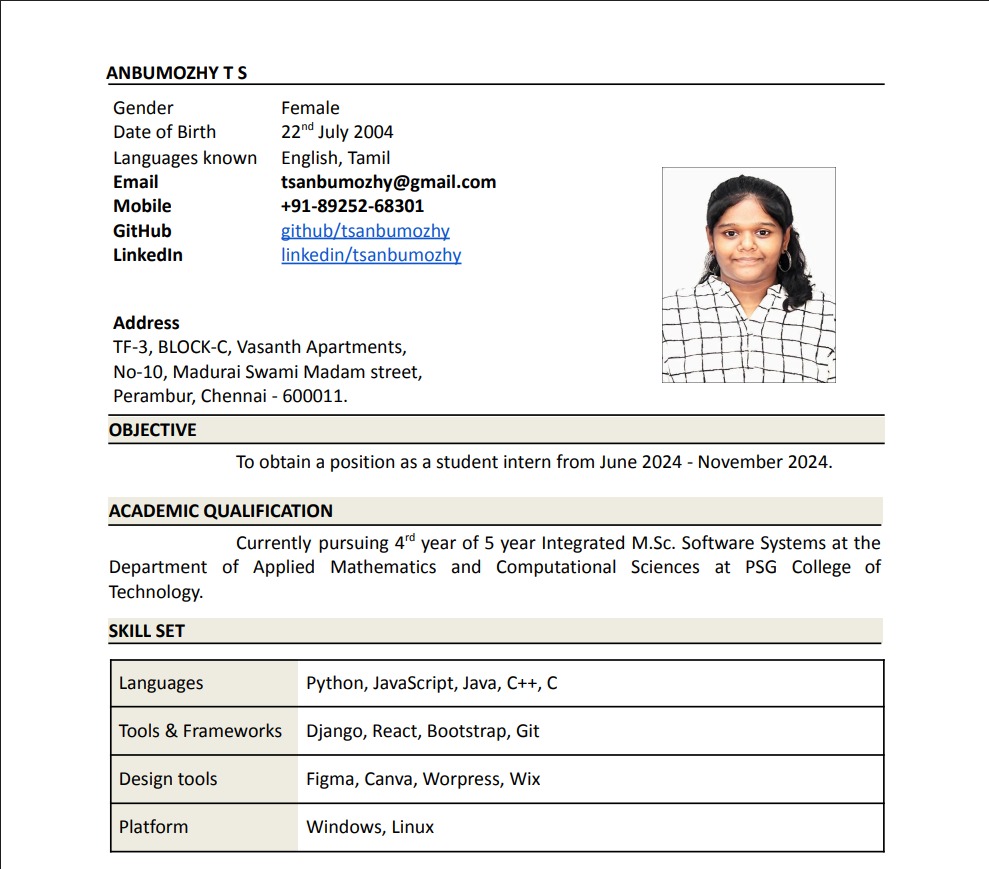 ANBUMOZHY T S
Gender Female
Date of Birth 22nd July 2004
Languages known English, Tamil
Email tsanbumozhy@gmail.com
Mobile +91-89252-68301
GitHub github/tsanbumozhy
LinkedIn linkedin/tsanbumozhy
Address
TF-3, BLOCK-C, Vasanth Apartments,
No-10, Madurai Swami Madam street,
Perambur, Chennai - 600011.
OBJECTIVE
To obtain a position as a student intern from June 2024 - November 2024.
ACADEMIC QUALIFICATION
Currently pursuing 4rd year of 5 year Integrated M.Sc. Software Systems at the
Department of Applied Mathematics and Computational Sciences at PSG College of
Technology.
SKILL SET
Languages Python, JavaScript, Java, C++, C
Tools & Frameworks Django, React, Bootstrap, Git
Design tools Figma, Canva, Worpress, Wix
Platform Windows, Linux